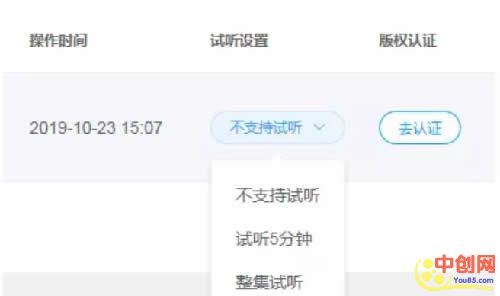 操作时间 试听设置 版权认证
2019-10-23 15:07 不支持试听 去认证
不支持试听
试听5分钟
整集试听
中创网
You85.com